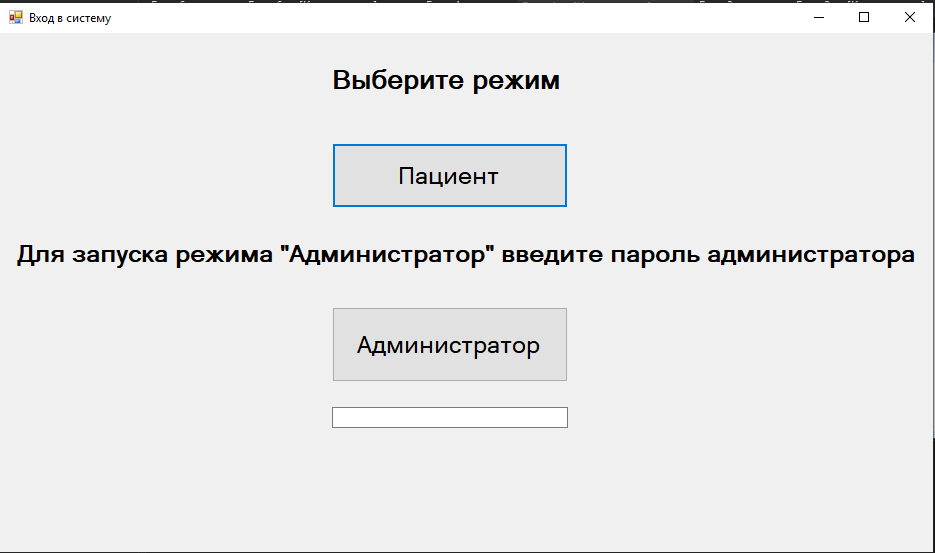 Вход в систему
Выберите режим
Пациент
Для запуска режима "Администратор" введите пароль администратора
Администратор